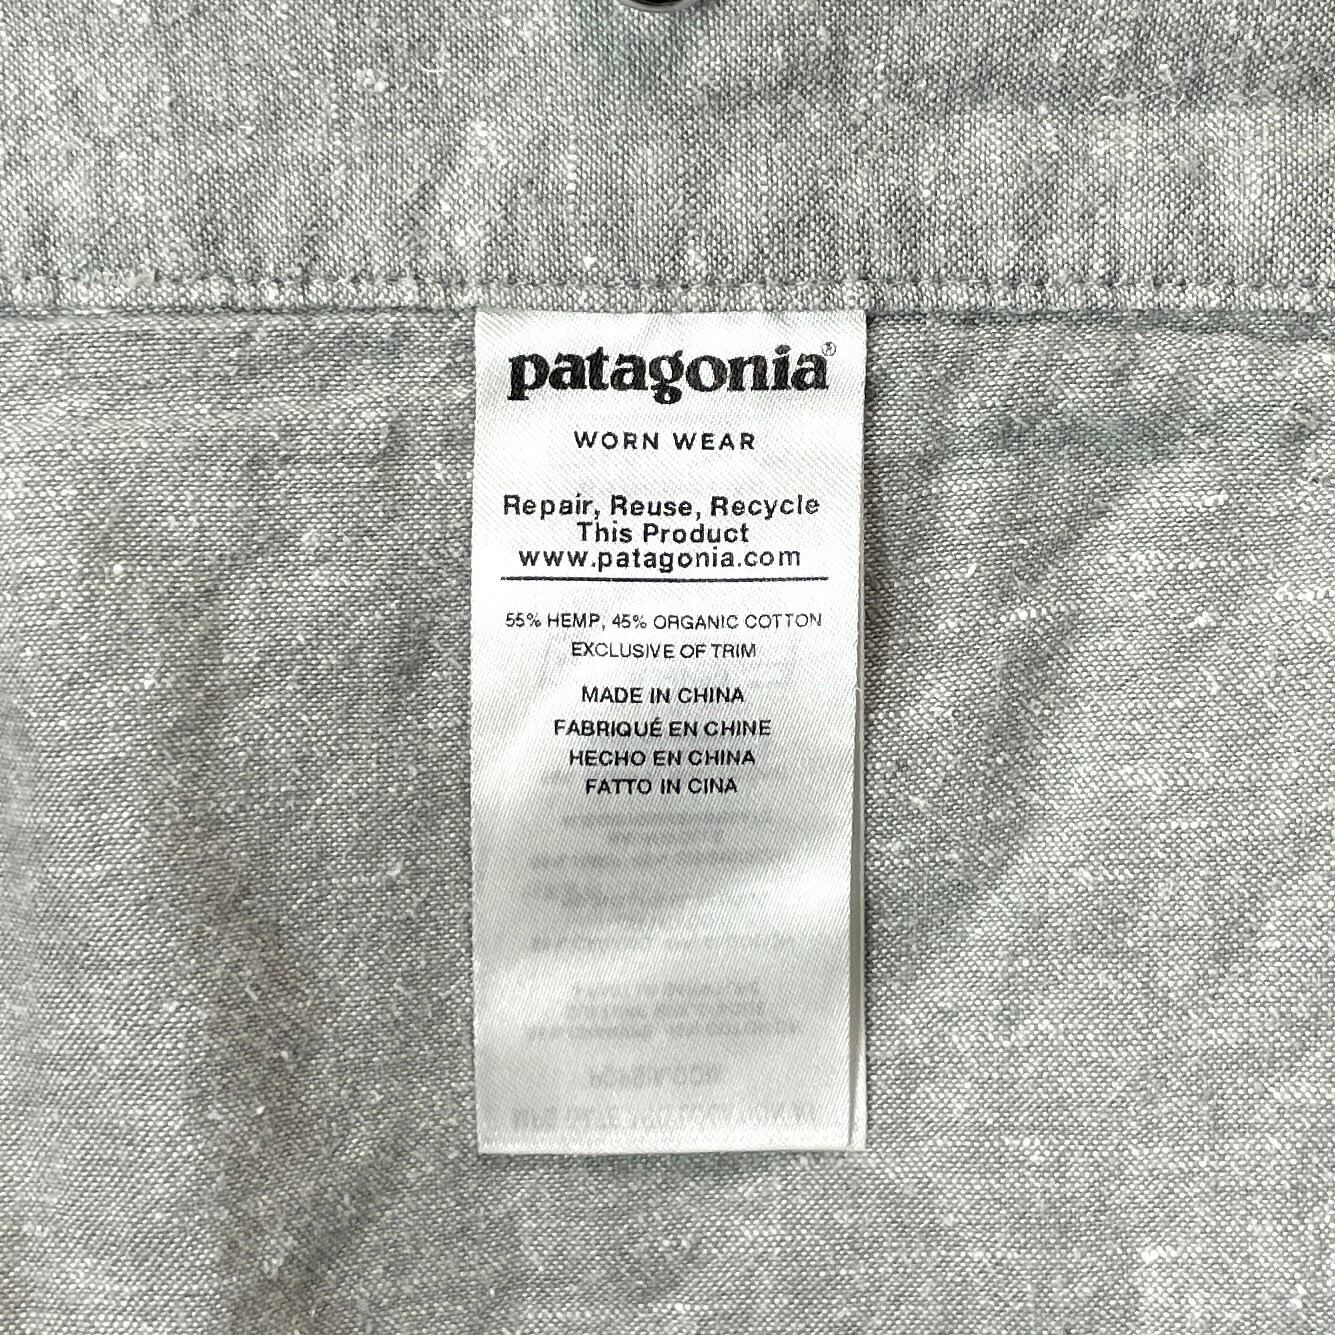 patagonia®
WORN WEAR
Repair, Reuse, Recycle
This Product
www.patagonia.com
55% HEMP, 45% ORGANIC COTTON
EXCLUSIVE OF TRIM
MADE IN CHINA
FABRIQUÉ EN CHINE
HECHO EN CHINA
FATTO IN CINA